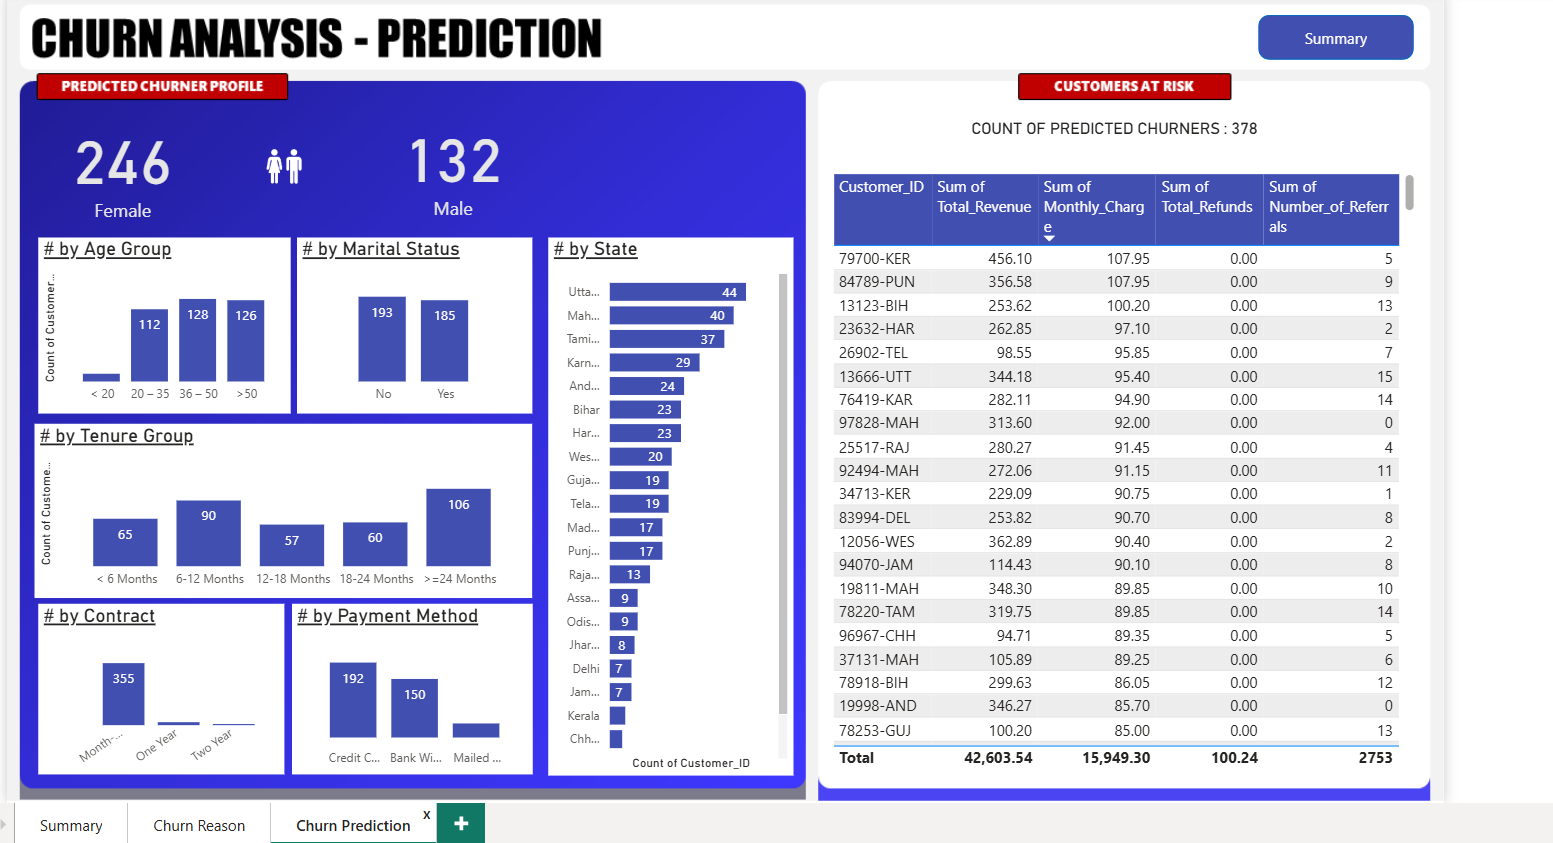 CHURN ANALYSIS - PREDICTION
Summary
PREDICTED CHURNER PROFILE
246
Female
132
Male
# by Age Group
Count of Customer...
112
128
126
< 20
20 – 35
36 – 50
>50
# by Marital Status
193
185
No
Yes
# by Tenure Group
Count of Custome...
65
90
57
60
106
< 6 Months
6-12 Months
12-18 Months
18-24 Months
>=24 Months
# by Contract
355
Month-...
One Year
Two Year
# by Payment Method
192
150
Credit C...
Bank Wi...
Mailed ...
# by State
Utta... 44
Mah... 40
Tami... 37
Karn... 29
And... 24
Bihar 23
Har... 23
Wes... 20
Guja... 19
Tela... 19
Mad... 17
Punj... 17
Raja... 13
Assa... 9
Odis... 9
Jhar... 8
Delhi 7
Jam... 7
Kerala
Chh...
Count of Customer_ID
CUSTOMERS AT RISK
COUNT OF PREDICTED CHURNERS : 378
Customer_ID Sum of Total_Revenue Sum of Monthly_Charge Sum of Total_Refunds Sum of Number_of_Referrals
79700-KER 456.10 107.95 0.00 5
84789-PUN 356.58 107.95 0.00 9
13123-BIH 253.62 100.20 0.00 13
23632-HAR 262.85 97.10 0.00 2
26902-TEL 98.55 95.85 0.00 7
13666-UTT 344.18 95.40 0.00 15
76419-KAR 282.11 94.90 0.00 14
97828-MAH 313.60 92.00 0.00 0
25517-RAJ 280.27 91.45 0.00 4
92494-MAH 272.06 91.15 0.00 11
34713-KER 229.09 90.75 0.00 1
83994-DEL 253.82 90.70 0.00 8
12056-WES 362.89 90.40 0.00 2
94070-JAM 114.43 90.10 0.00 8
19811-MAH 348.30 89.85 0.00 10
78220-TAM 319.75 89.85 0.00 14
96967-CHH 94.71 89.35 0.00 5
37131-MAH 105.89 89.25 0.00 6
78918-BIH 299.63 86.05 0.00 12
19998-AND 346.27 85.70 0.00 0
78253-GUJ 100.20 85.00 0.00 13
Total 42,603.54 15,949.30 100.24 2753
Summary
Churn Reason
Churn Prediction
x
+